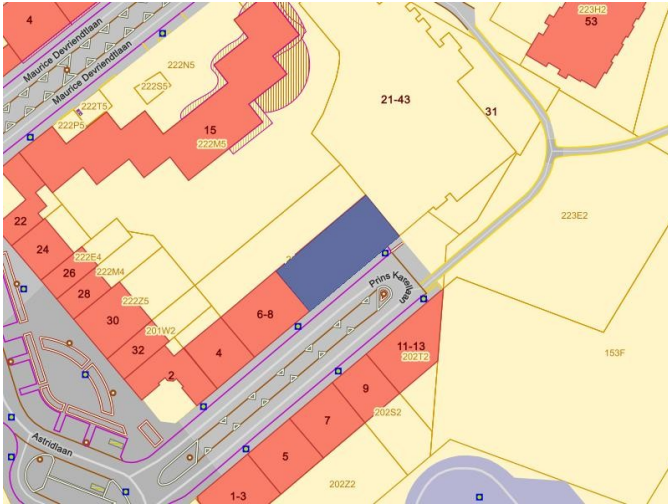 4
Maurice Devriendtlaan
Maurice Devriendtlaan
222N5
222S5
222T5
222P5
15
222M5
223H2
53
21-43
31
223E2
22
24
26
28
30
32
222E4
222M4
222Z5
201W2
2
4
6-8
Prins Karellaan
11-13
202T2
9
202S2
7
5
1-3
202Z2
153F
Astridlaan